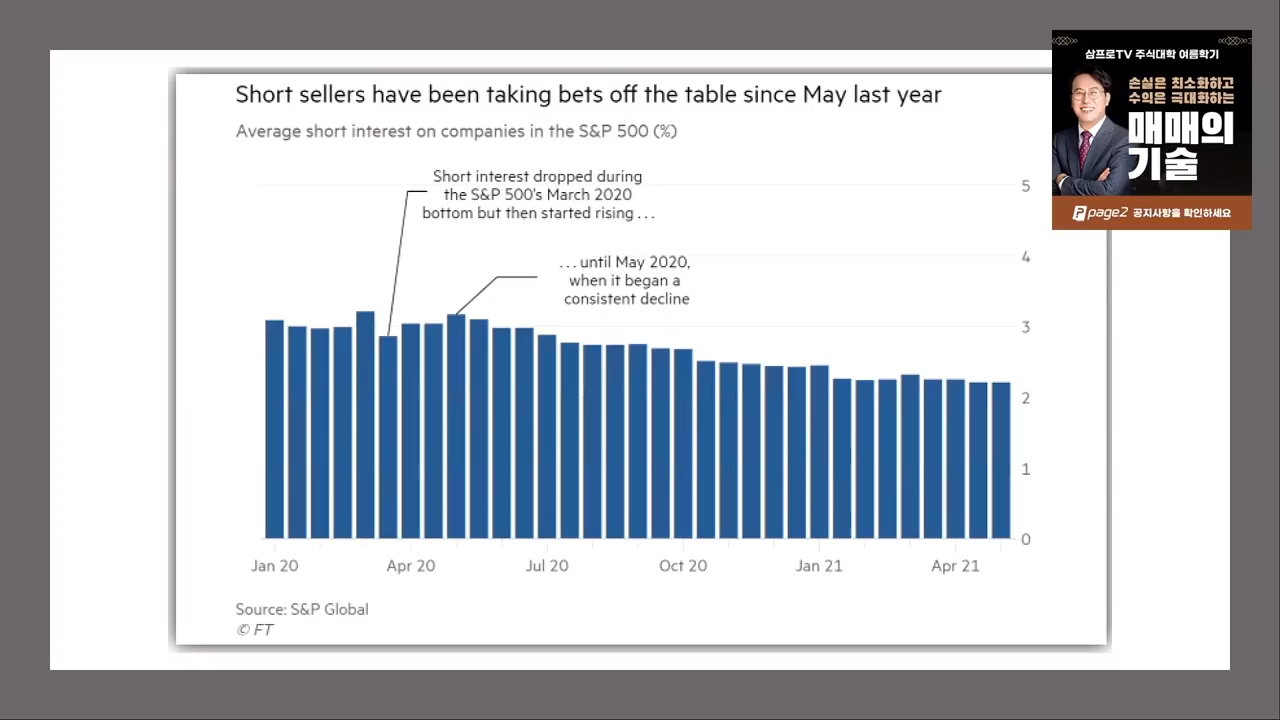 Short sellers have been taking bets off the table since May last year
Average short interest on companies in the S&P 500 (%)
Short interest dropped during
the S&P 500's March 2020
bottom but then started rising . . .
. . . until May 2020,
when it began a
consistent decline
5
4
3
2
1
0
Jan 20
Apr 20
Jul 20
Oct 20
Jan 21
Apr 21
Source: S&P Global
© FT
삼프로TV 주식대학 여름학기
손실은 최소화하고
수익은 극대화하는
매매의
기술
page2 공지사항을 확인하세요